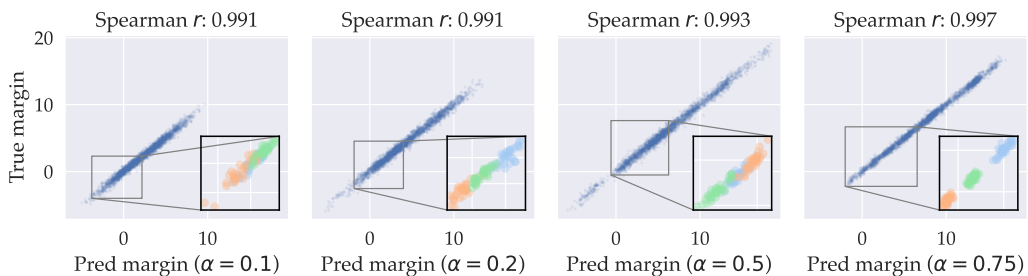 Spearman r: 0.991
Spearman r: 0.991
Spearman r: 0.993
Spearman r: 0.997
True margin
20
10
0
0 10
0 10
0 10
0 10
Pred margin (α = 0.1)
Pred margin (α = 0.2)
Pred margin (α = 0.5)
Pred margin (α = 0.75)